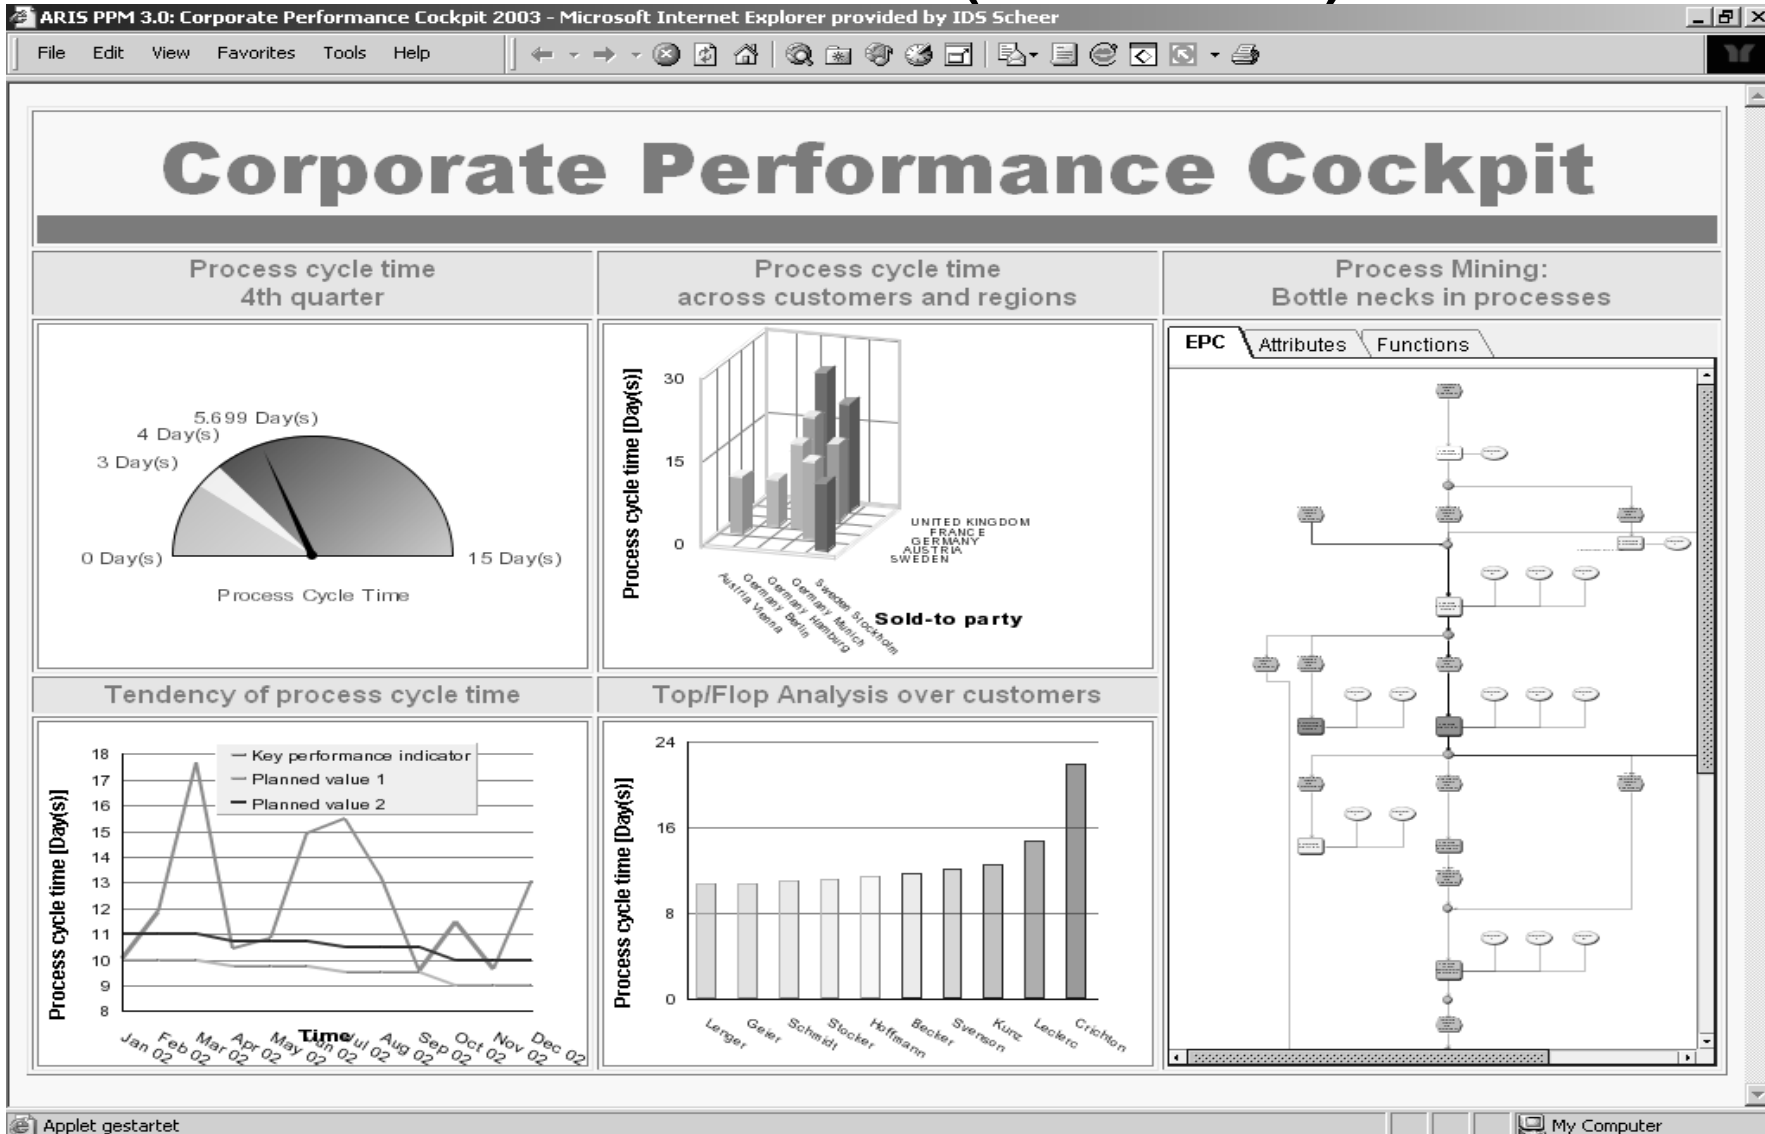 ARIS PPM 3.0: Corporate Performance Cockpit 2003 - Microsoft Internet Explorer provided by IDS Scheer
File Edit View Favorites Tools Help
Corporate Performance Cockpit
Process cycle time
4th quarter
Process cycle time
across customers and regions
Process Mining:
Bottle necks in processes
5.699 Day(s)
4 Day(s)
3 Day(s)
0 Day(s)
15 Day(s)
Process Cycle Time
Process cycle time [Day(s)]
30
15
0
UNITED KINGDOM
FRANCE
GERMANY
AUSTRIA
SWEDEN
Austria Vienna
Germany Berlin
Germany Hamburg
Germany Munich
Sweden Stockholm
Sold-to party
EPC Attributes Functions
Tendency of process cycle time
Top/Flop Analysis over customers
Process cycle time [Day(s)]
18
17
16
15
14
13
12
11
10
9
8
Key performance indicator
Planned value 1
Planned value 2
Jan 02
Feb 02
Mar 02
Apr 02
May 02
Jun 02
Jul 02
Aug 02
Sep 02
Oct 02
Nov 02
Dec 02
Time
Process cycle time [Day(s)]
24
16
8
0
Lenger
Geier
Schmidt
Stocker
Hoffmann
Becker
Svenson
Kunz
Leclerc
Crichton
Applet gestartet
My Computer